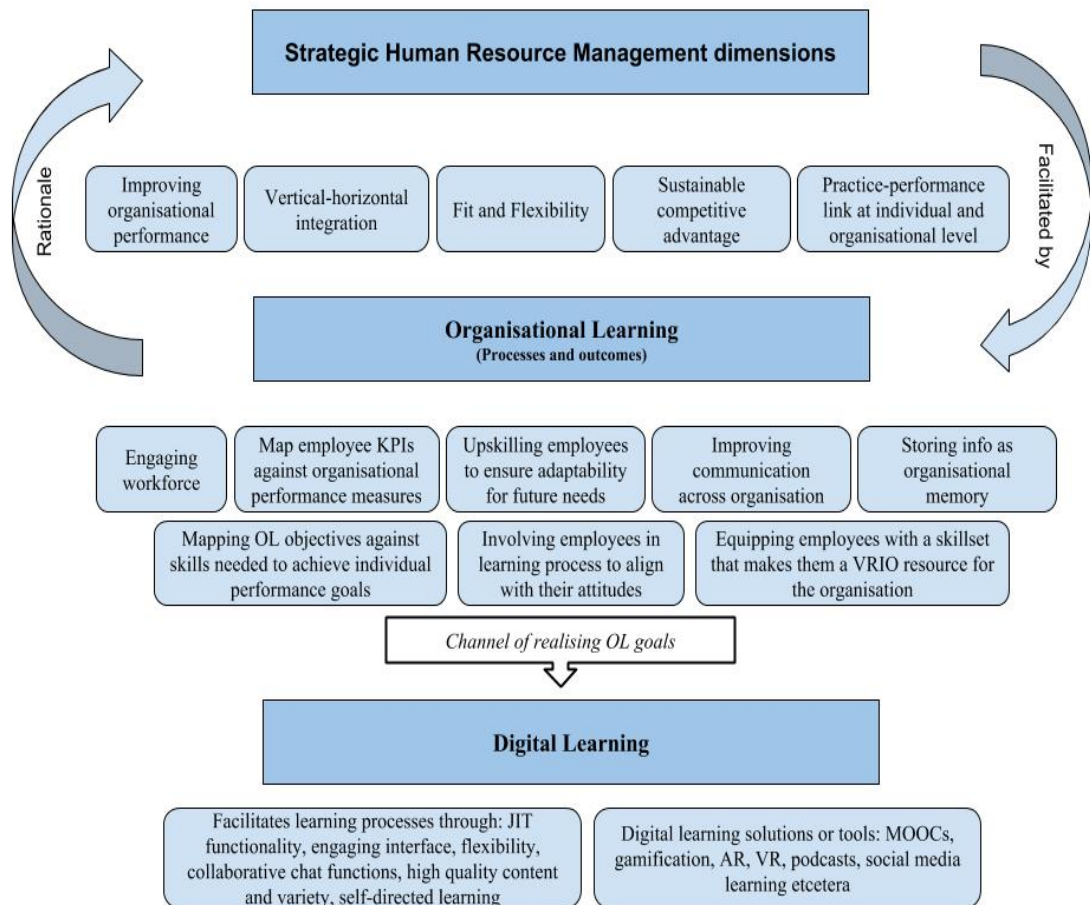 Strategic Human Resource Management dimensions
Rationale
Facilitated by
Improving
organisational
performance
Vertical-horizontal
integration
Fit and Flexibility
Sustainable
competitive
advantage
Practice-performance
link at individual and
organisational level
Organisational Learning
(Processes and outcomes)
Engaging
workforce
Map employee KPIs
against organisational
performance measures
Upskilling employees
to ensure adaptability
for future needs
Improving
communication
across organisation
Storing info as
organisational
memory
Mapping OL objectives against
skills needed to achieve individual
performance goals
Involving employees in
learning process to align
with their attitudes
Equipping employees with a skillset
that makes them a VRIO resource for
the organisation
Channel of realising OL goals
Digital Learning
Facilitates learning processes through: JIT
functionality, engaging interface, flexibility,
collaborative chat functions, high quality content
and variety, self-directed learning
Digital learning solutions or tools: MOOCs,
gamification, AR, VR, podcasts, social media
learning etcetera